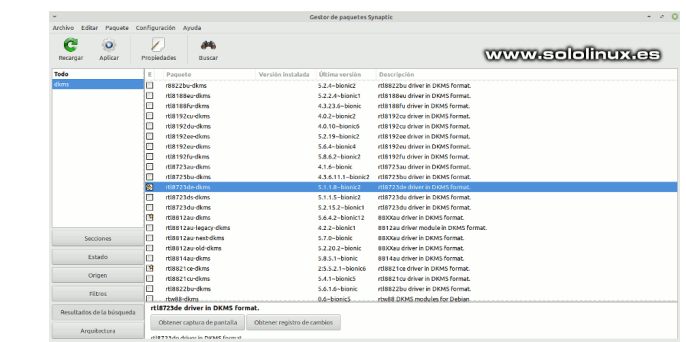 Gestor de paquetes Synaptic
Archivo Editar Paquete Configuración Ayuda
Recargar Aplicar Propiedades Buscar
www.sololinux.es
Todo
dkms
E Paquete Versión instalada Última versión Descripción
r8822bu-dkms 5.2.4~bionic2 rtl8822bu driver in DKMS format.
rtl8188eu-dkms 5.2.2.4~bionic1 rtl8188eu driver in DKMS format.
rtl8188fu-dkms 4.3.23.6~bionic rtl8188fu driver in DKMS format.
rtl8192cu-dkms 4.0.2~bionic2 rtl8192cu driver in DKMS format.
rtl8192du-dkms 4.0.10~bionic6 rtl8192cu driver in DKMS format.
rtl8192ee-dkms 5.2.19~bionic2 rtl8192ee driver in DKMS format.
rtl8192eu-dkms 5.6.4~bionic4 rtl8192eu driver in DKMS format.
rtl8192fu-dkms 5.8.6.2~bionic2 rtl8192fu driver in DKMS format.
rtl8723au-dkms 4.1.6~bionic rtl8723au driver in DKMS format.
rtl8723bu-dkms 4.3.6.11.1~bionic2 rtl8723bu driver in DKMS format.
rtl8723de-dkms 5.1.1.8~bionic2 rtl8723de driver in DKMS format.
rtl8723ds-dkms 5.1.1.5~bionic2 rtl8723du driver in DKMS format.
rtl8723du-dkms 5.2.15.2~bionic1 rtl8723du driver in DKMS format.
rtl8812au-dkms 5.6.4.2~bionic12 88XXau driver in DKMS format.
rtl8812au-legacy-dkms 4.2.2~bionic1 8812au driver module in DKMS format.
rtl8812au-next-dkms 5.7.0~bionic 88XXau driver in DKMS format.
rtl8812au-old-dkms 5.2.20.2~bionic 88XXau driver in DKMS format.
rtl8814au-dkms 5.8.5.1~bionic 8814au driver in DKMS format.
rtl8821ce-dkms 2:5.5.2.1~bionic6 rtl8821ce driver in DKMS format.
rtl8821cu-dkms 5.4.1~bionic5 rtl8821cu driver in DKMS format.
rtl8822bu-dkms 5.6.1.6~bionic rtl8822bu driver in DKMS format.
rtw88-dkms 0.6~bionic5 rtw88 DKMS modules for Debian
Secciones
Estado
Origen
Filtros
Resultados de la búsqueda
Arquitectura
rtl8723de driver in DKMS format.
Obtener captura de pantalla Obtener registro de cambios
rtl8723de driver in DKMS format